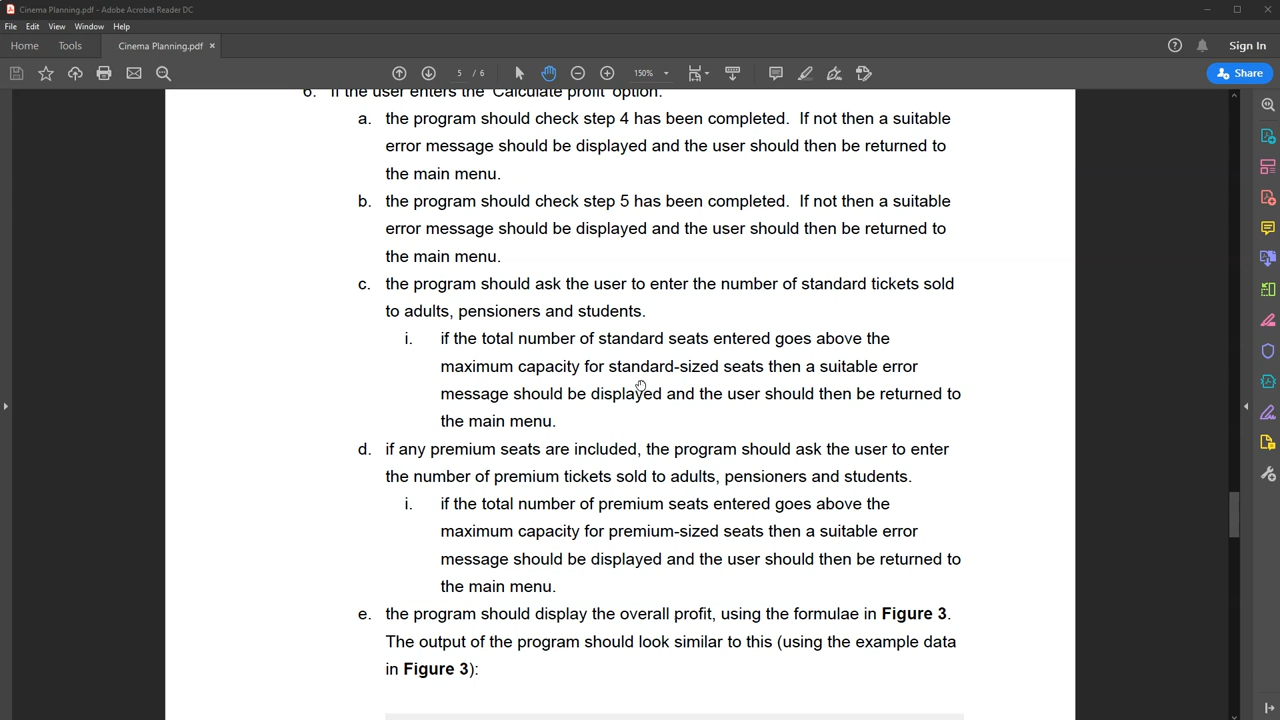 Cinema Planning.pdf - Adobe Acrobat Reader DC
File Edit View Window Help
Home Tools Cinema Planning.pdf × Sign In
5 / 6 150% Share
6. If the user enters the 'Calculate profit' option:
a. the program should check step 4 has been completed. If not then a suitable
error message should be displayed and the user should then be returned to
the main menu.
b. the program should check step 5 has been completed. If not then a suitable
error message should be displayed and the user should then be returned to
the main menu.
c. the program should ask the user to enter the number of standard tickets sold
to adults, pensioners and students.
i. if the total number of standard seats entered goes above the
maximum capacity for standard-sized seats then a suitable error
message should be displayed and the user should then be returned to
the main menu.
d. if any premium seats are included, the program should ask the user to enter
the number of premium tickets sold to adults, pensioners and students.
i. if the total number of premium seats entered goes above the
maximum capacity for premium-sized seats then a suitable error
message should be displayed and the user should then be returned to
the main menu.
e. the program should display the overall profit, using the formulae in Figure 3.
The output of the program should look similar to this (using the example data
in Figure 3):